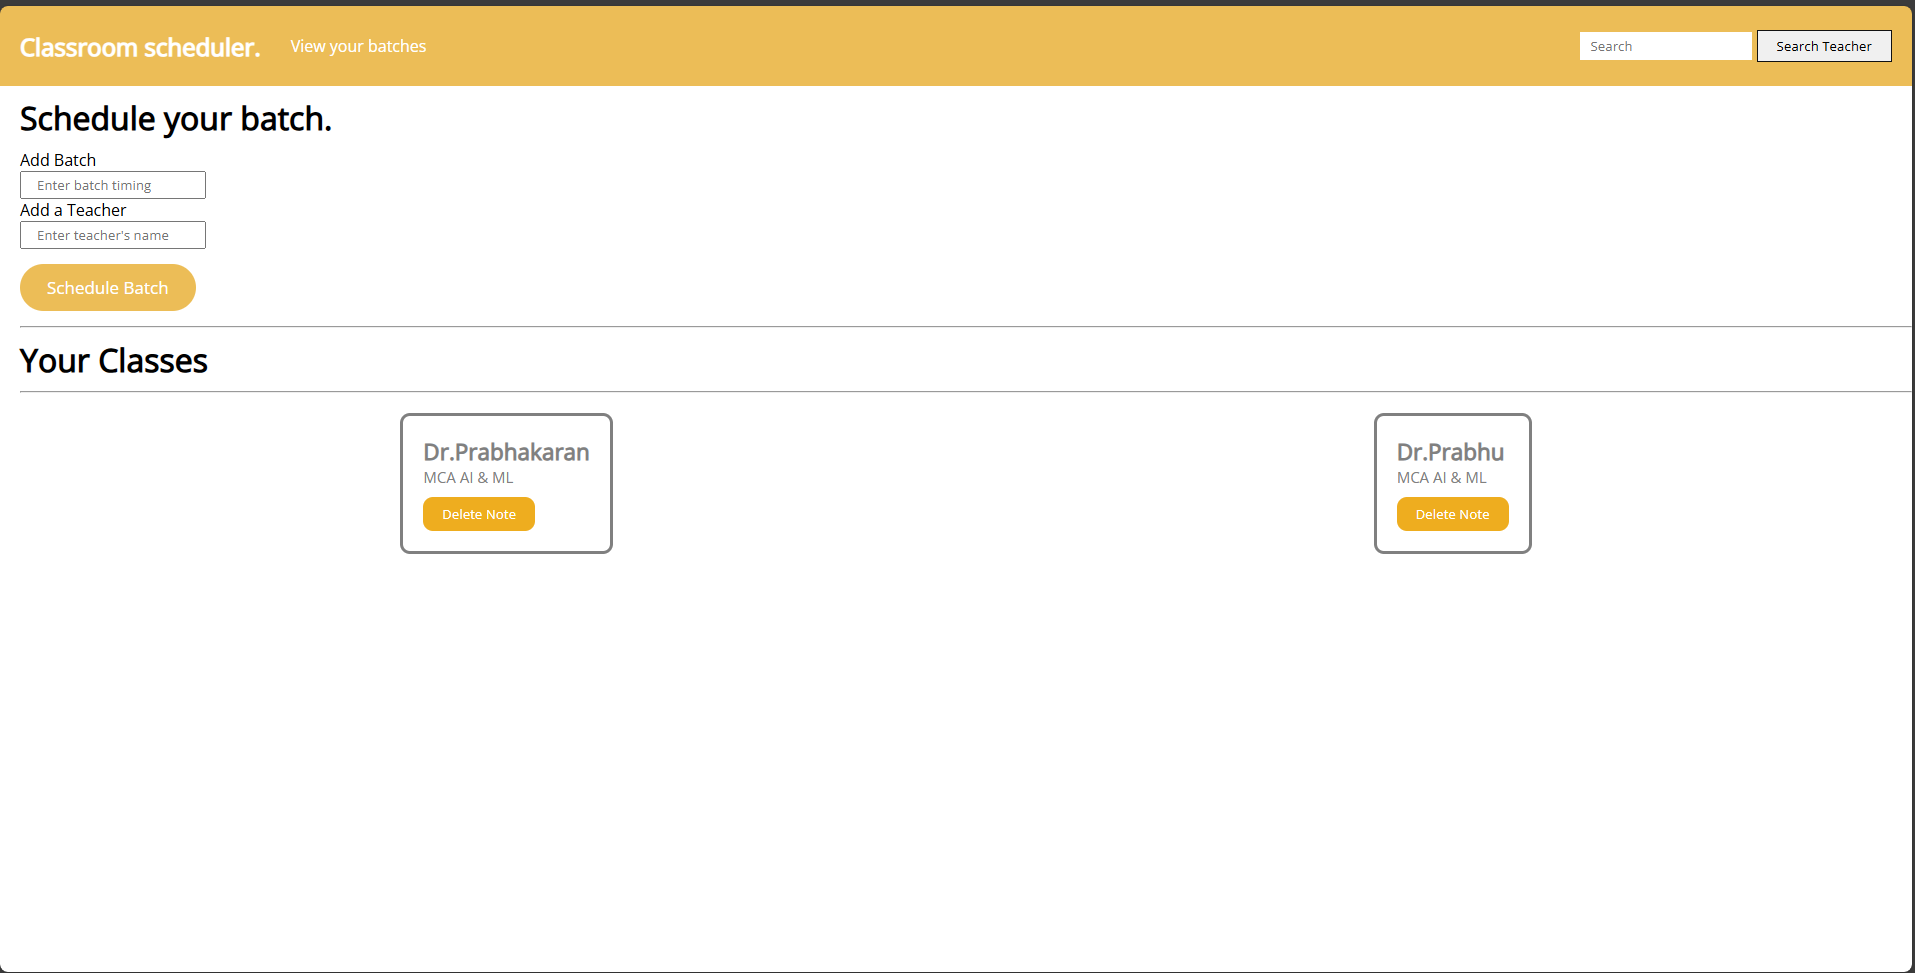 Classroom scheduler. View your batches Search Search Teacher
Schedule your batch.
Add Batch
Enter batch timing
Add a Teacher
Enter teacher's name
Schedule Batch
Your Classes
Dr.Prabhakaran
MCA AI & ML
Delete Note
Dr.Prabhu
MCA AI & ML
Delete Note